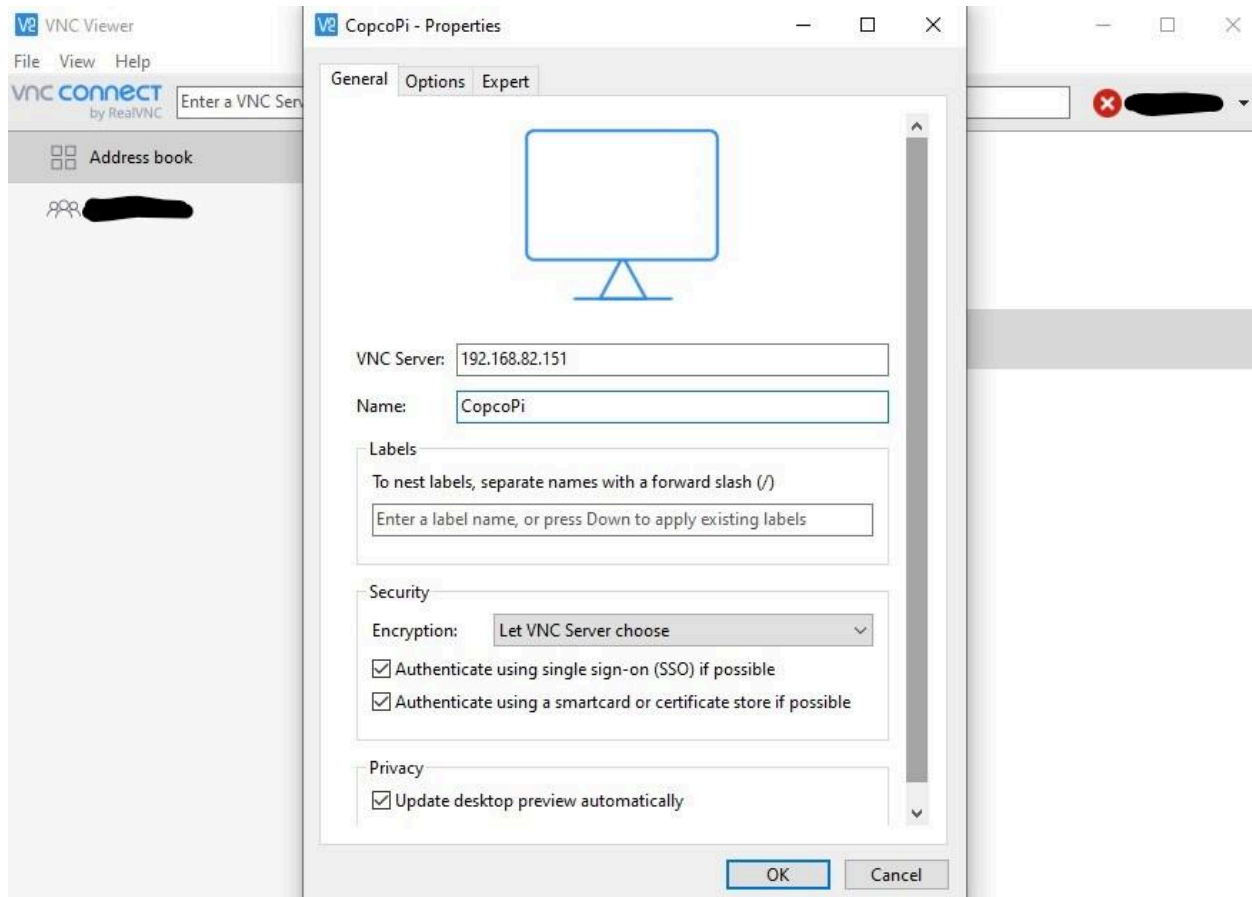 VNC Viewer
File View Help
vnc connect
by RealVNC
Enter a VNC Ser
Address book
CopcoPi - Properties
General Options Expert
VNC Server: 192.168.82.151
Name: CopcoPi
Labels
To nest labels, separate names with a forward slash (/)
Enter a label name, or press Down to apply existing labels
Security
Encryption: Let VNC Server choose
Authenticate using single sign-on (SSO) if possible
Authenticate using a smartcard or certificate store if possible
Privacy
Update desktop preview automatically
OK Cancel